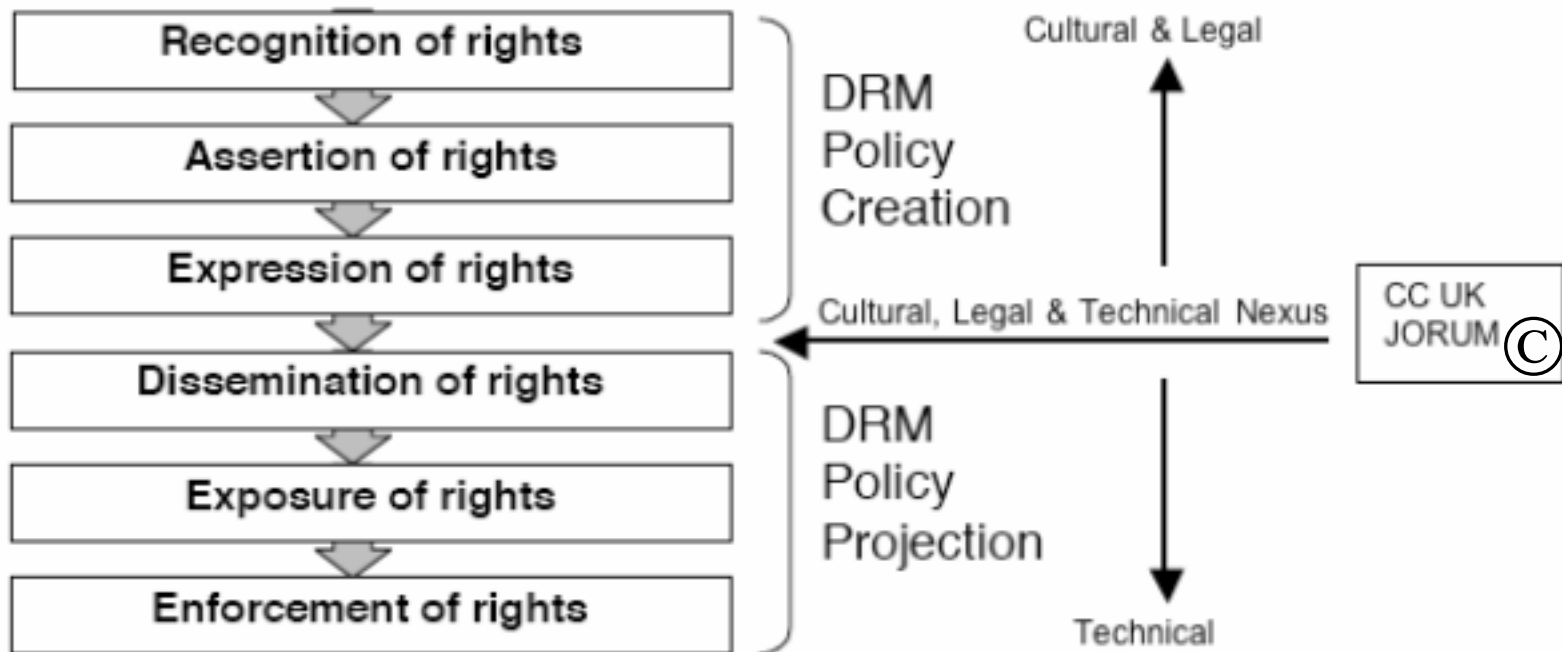 Recognition of rights
Assertion of rights
Expression of rights
Dissemination of rights
Exposure of rights
Enforcement of rights
DRM
Policy
Creation
DRM
Policy
Projection
Cultural & Legal
Cultural, Legal & Technical Nexus
Technical
CC UK
JORUM ©